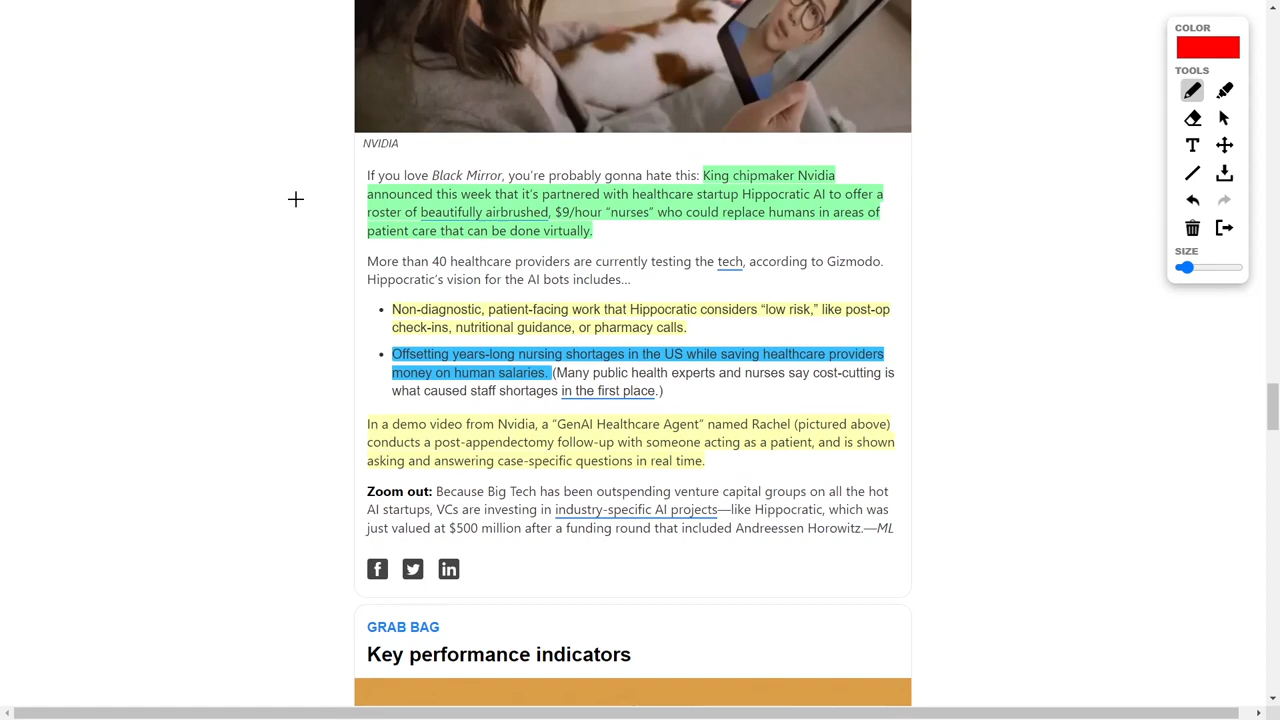 COLOR
TOOLS
T
SIZE
NVIDIA
If you love Black Mirror, you’re probably gonna hate this: King chipmaker Nvidia
announced this week that it’s partnered with healthcare startup Hippocratic AI to offer a
roster of beautifully airbrushed, $9/hour “nurses” who could replace humans in areas of
patient care that can be done virtually.
More than 40 healthcare providers are currently testing the tech, according to Gizmodo.
Hippocratic’s vision for the AI bots includes…
• Non-diagnostic, patient-facing work that Hippocratic considers “low risk,” like post-op
check-ins, nutritional guidance, or pharmacy calls.
• Offsetting years-long nursing shortages in the US while saving healthcare providers
money on human salaries. (Many public health experts and nurses say cost-cutting is
what caused staff shortages in the first place.)
In a demo video from Nvidia, a “GenAI Healthcare Agent” named Rachel (pictured above)
conducts a post-appendectomy follow-up with someone acting as a patient, and is shown
asking and answering case-specific questions in real time.
Zoom out: Because Big Tech has been outspending venture capital groups on all the hot
AI startups, VCs are investing in industry-specific AI projects—like Hippocratic, which was
just valued at $500 million after a funding round that included Andreessen Horowitz.—ML
f
in
GRAB BAG
Key performance indicators